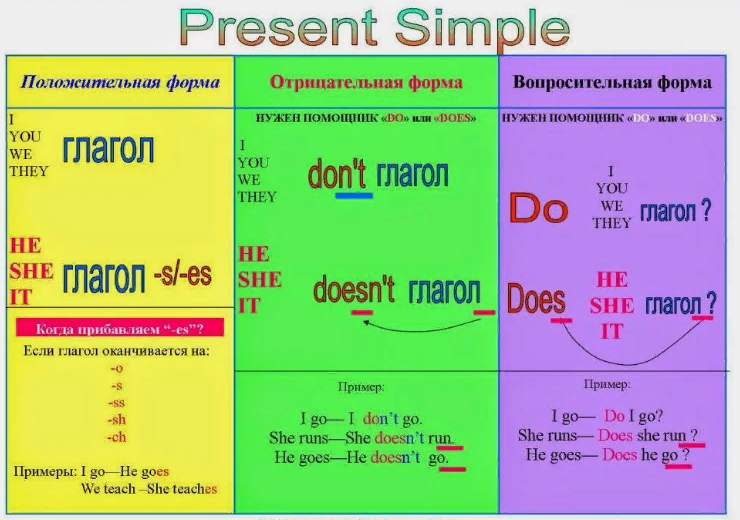 Present Simple
Положительная форма
I
YOU
WE
THEY
глагол
HE
SHE
IT
глагол -s/-es
Когда прибавляем “-es”?
Если глагол оканчивается на:
-o
-s
-ss
-sh
-ch
Примеры: I go—He goes
We teach –She teaches
Отрицательная форма
НУЖЕН ПОМОЩНИК «DO» или «DOES»
I
YOU
WE
THEY
don't глагол
HE
SHE
IT
doesn't глагол
Пример:
I go— I don’t go.
She runs—She doesn’t run.
He goes—He doesn’t go.
Вопросительная форма
НУЖЕН ПОМОЩНИК «DO» или «DOES»
Do
I
YOU
WE
THEY
глагол ?
Does
HE
SHE
IT
глагол ?
Пример:
I go— Do I go?
She runs— Does she run ?
He goes— Does he go ?